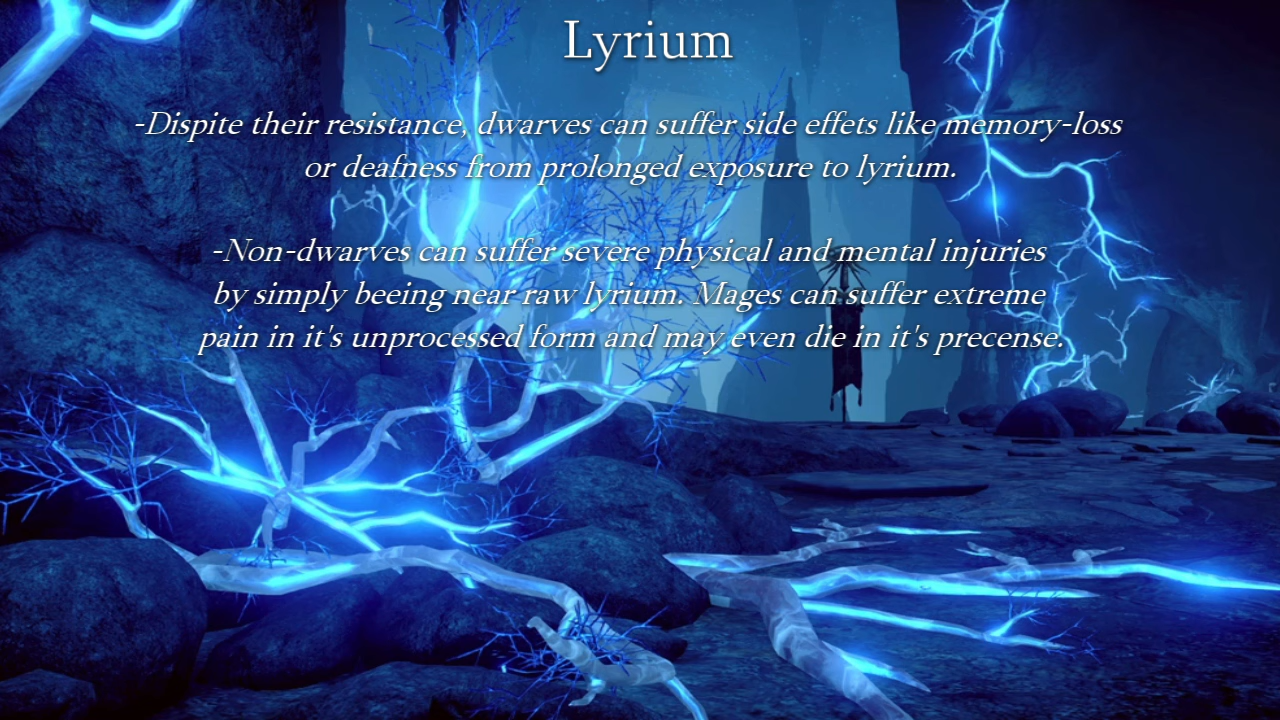 Lyrium
-Dispite their resistance, dwarves can suffer side effets like memory-loss
or deafness from prolonged exposure to lyrium.
-Non-dwarves can suffer severe physical and mental injuries
by simply beeing near raw lyrium. Mages can suffer extreme
pain in it's unprocessed form and may even die in it's precense.